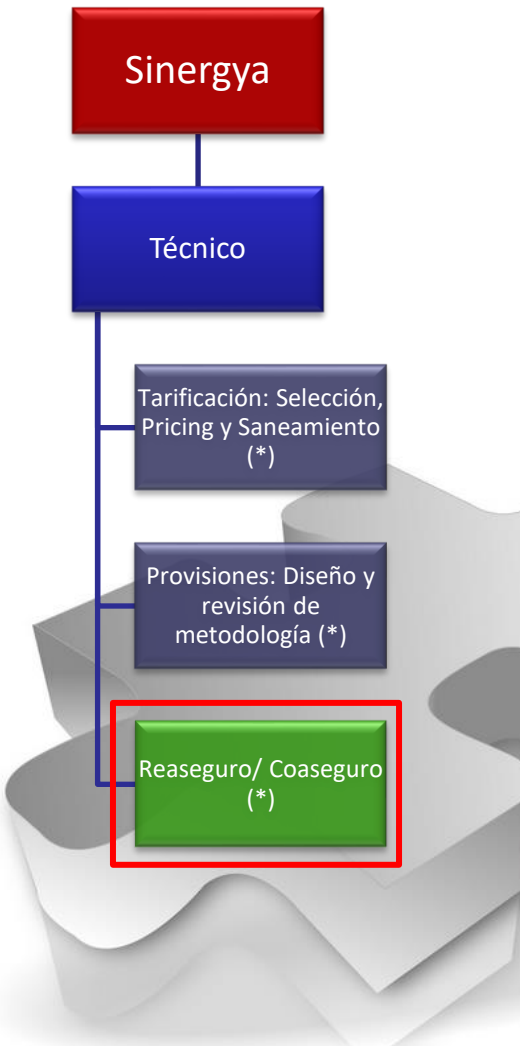 Sinergya
Técnico
Tarificación: Selección,
Pricing y Saneamiento
(*)
Provisiones: Diseño y
revisión de
metodología (*)
Reaseguro/ Coaseguro
(*)